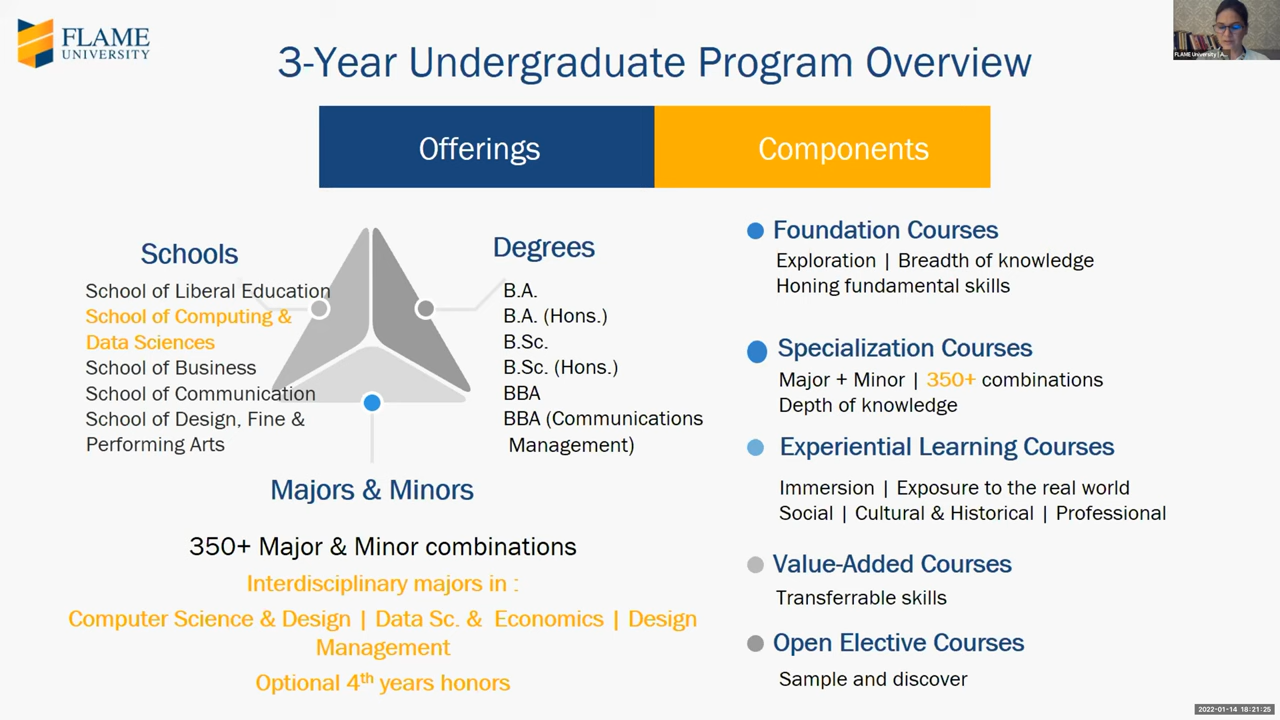 FLAME
UNIVERSITY
3-Year Undergraduate Program Overview
FLAME University | A...
Offerings
Components
Schools
School of Liberal Education
School of Computing &
Data Sciences
School of Business
School of Communication
School of Design, Fine &
Performing Arts
Degrees
B.A.
B.A. (Hons.)
B.Sc.
B.Sc. (Hons.)
BBA
BBA (Communications
Management)
Majors & Minors
350+ Major & Minor combinations
Interdisciplinary majors in :
Computer Science & Design | Data Sc. & Economics | Design
Management
Optional 4th years honors
Foundation Courses
Exploration | Breadth of knowledge
Honing fundamental skills
Specialization Courses
Major + Minor | 350+ combinations
Depth of knowledge
Experiential Learning Courses
Immersion | Exposure to the real world
Social | Cultural & Historical | Professional
Value-Added Courses
Transferrable skills
Open Elective Courses
Sample and discover
2022-01-14 18:21:25